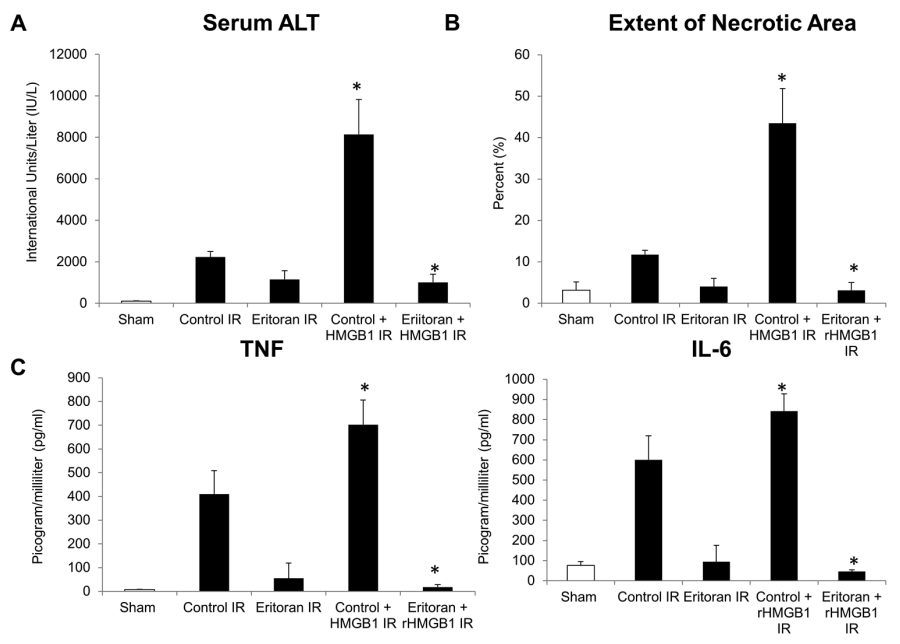 A
Serum ALT
International Units/Liter (IU/L)
12000
10000
8000
6000
4000
2000
0
*
*
Sham
Control IR
Eritoran IR
Control +
HMGB1 IR
Eriitoran +
HMGB1 IR
B
Extent of Necrotic Area
Percent (%)
60
50
40
30
20
10
0
*
*
Sham
Control IR
Eritoran IR
Control +
HMGB1 IR
Eritoran +
rHMGB1
IR
C
TNF
Picogram/milliliter (pg/ml)
900
800
700
600
500
400
300
200
100
0
*
*
Sham
Control IR
Eritoran IR
Control +
HMGB1 IR
Eritoran +
rHMGB1 IR
IL-6
Picogram/milliliter (pg/ml)
1000
900
800
700
600
500
400
300
200
100
0
*
*
Sham
Control IR
Eritoran IR
Control +
rHMGB1
IR
Eritoran +
rHMGB1 IR
IR